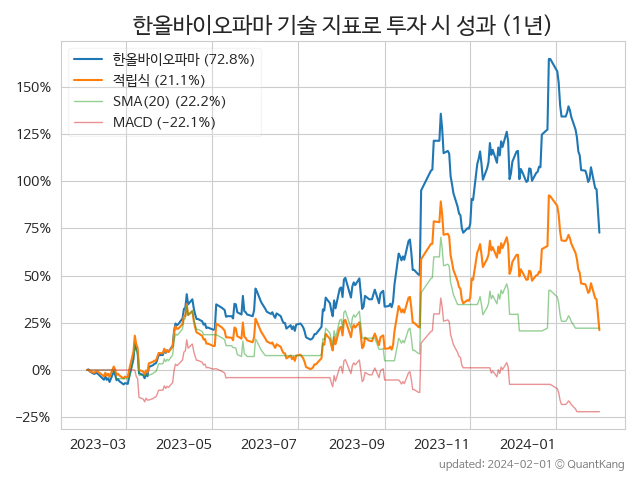 한올바이오파마 기술 지표로 투자 시 성과 (1년)
한올바이오파마 (72.8%)
적립식 (21.1%)
SMA(20) (22.2%)
MACD (−22.1%)
150%
125%
100%
75%
50%
25%
0%
−25%
2023-03 2023-05 2023-07 2023-09 2023-11 2024-01
updated: 2024-02-01 © QuantKang